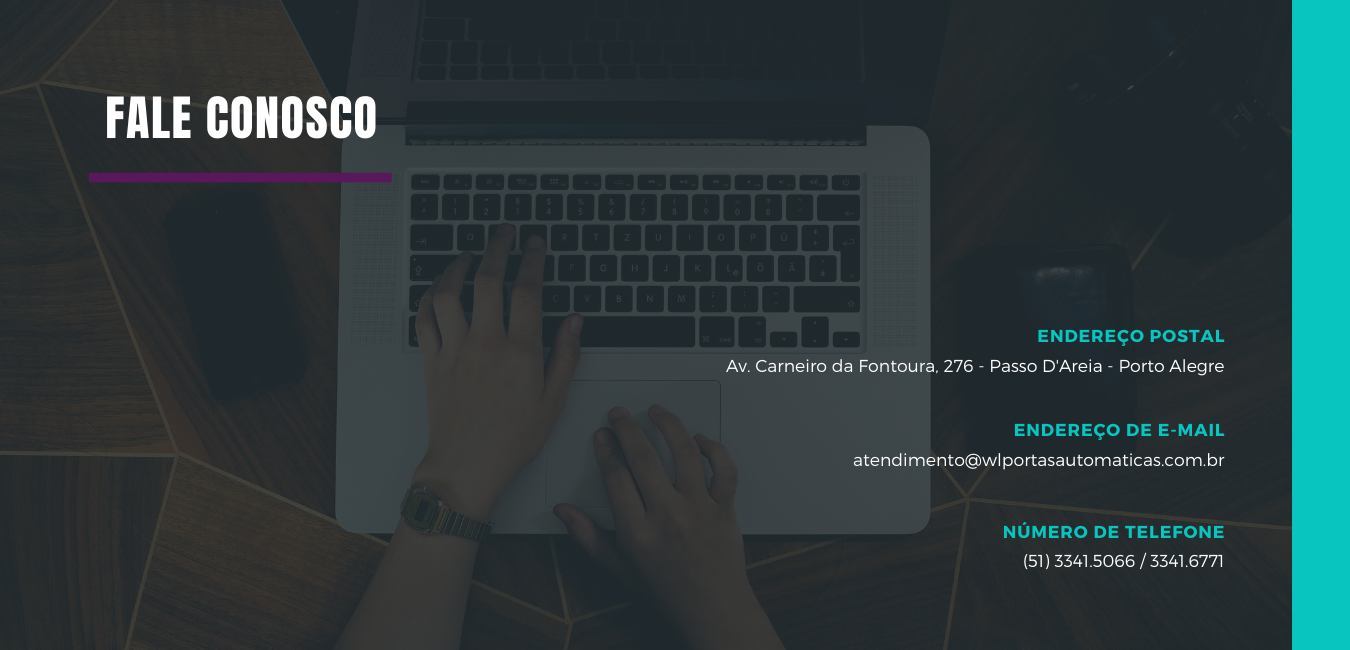 FALE CONOSCO
ENDEREÇO POSTAL
Av. Carneiro da Fontoura, 276 - Passo D'Areia - Porto Alegre
ENDEREÇO DE E-MAIL
atendimento@wlportasautomaticas.com.br
NÚMERO DE TELEFONE
(51) 3341.5066 / 3341.6771